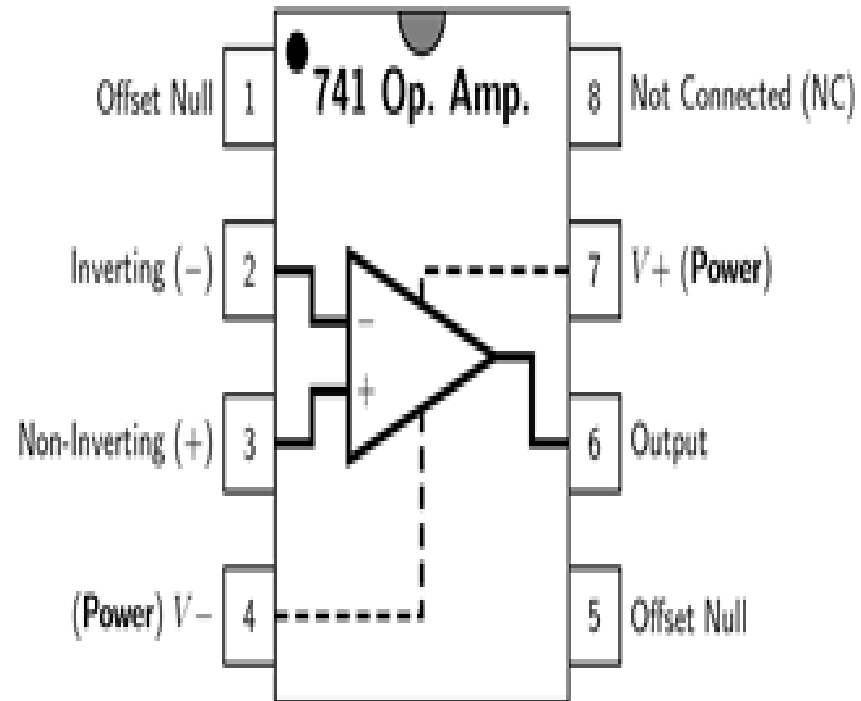 741 Op. Amp.
Offset Null 1
8 Not Connected (NC)
Inverting (−) 2
7 V+ (Power)
−
+
Non-Inverting (+) 3
6 Output
(Power) V− 4
5 Offset Null